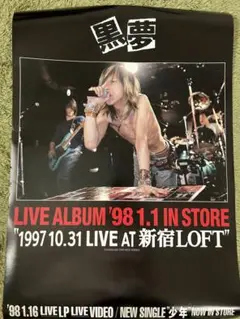 黒夢
LIVE ALBUM '98 1.1 IN STORE
"1997 10.31 LIVE AT 新宿LOFT"
'98 1.16 LIVE LP LIVE VIDEO / NEW SINGLE "少年" NOW IN STORE